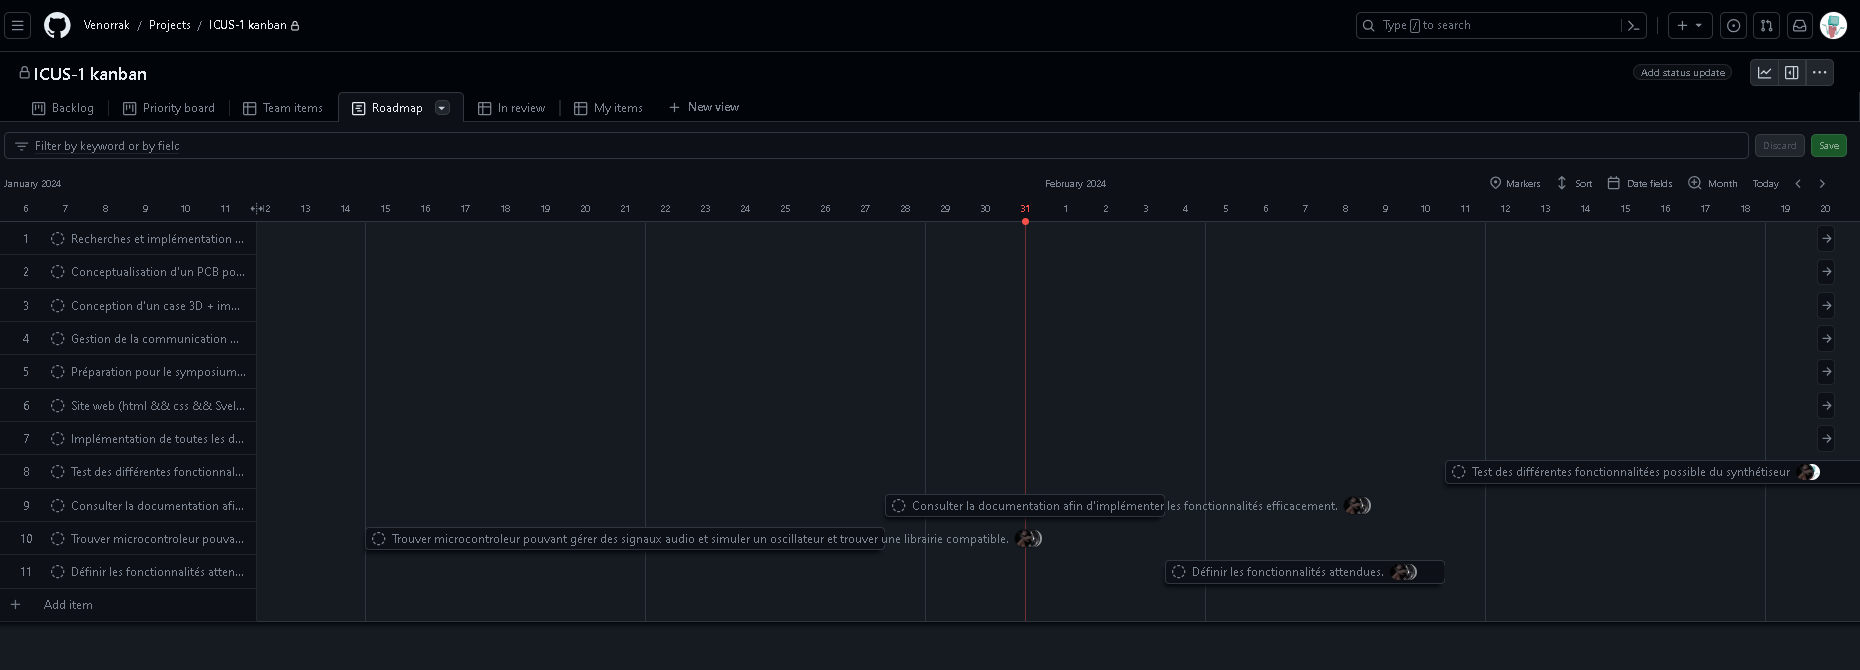 Venorrak / Projects / ICUS-1 kanban
Type / to search
ICUS-1 kanban
Add status update
Backlog Priority board Team items Roadmap In review My items + New view
Filter by keyword or by fielc
Discard Save
January 2024 February 2024 Markers Sort Date fields Month Today
6 7 8 9 10 11 12 13 14 15 16 17 18 19 20 21 22 23 24 25 26 27 28 29 30 31 1 2 3 4 5 6 7 8 9 10 11 12 13 14 15 16 17 18 19 20
1 Recherches et implémentation ...
2 Conceptualisation d'un PCB po...
3 Conception d'un case 3D + im...
4 Gestion de la communication ...
5 Préparation pour le symposium...
6 Site web (html && css && Svel...
7 Implémentation de toutes les d...
8 Test des différentes fonctionnal... Test des différentes fonctionnalitées possible du synthétiseur
9 Consulter la documentation afi... Consulter la documentation afin d'implémenter les fonctionnalités efficacement.
10 Trouver microcontroleur pouva... Trouver microcontroleur pouvant gérer des signaux audio et simuler un oscillateur et trouver une librairie compatible.
11 Définir les fonctionnalités atten... Définir les fonctionnalités attendues.
+ Add item